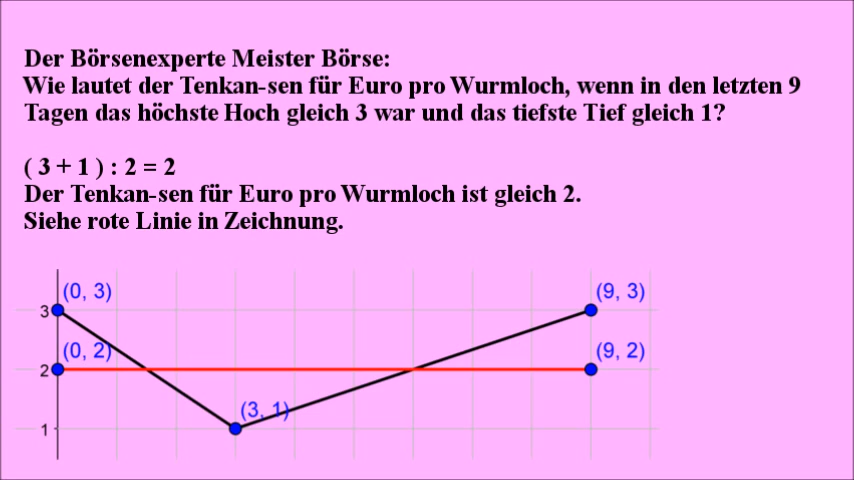 Der Börsenexperte Meister Börse:
Wie lautet der Tenkan-sen für Euro pro Wurmloch, wenn in den letzten 9
Tagen das höchste Hoch gleich 3 war und das tiefste Tief gleich 1?
( 3 + 1 ) : 2 = 2
Der Tenkan-sen für Euro pro Wurmloch ist gleich 2.
Siehe rote Linie in Zeichnung.
(0, 3) (9, 3)
3
(0, 2) (9, 2)
2
(3, 1)
1